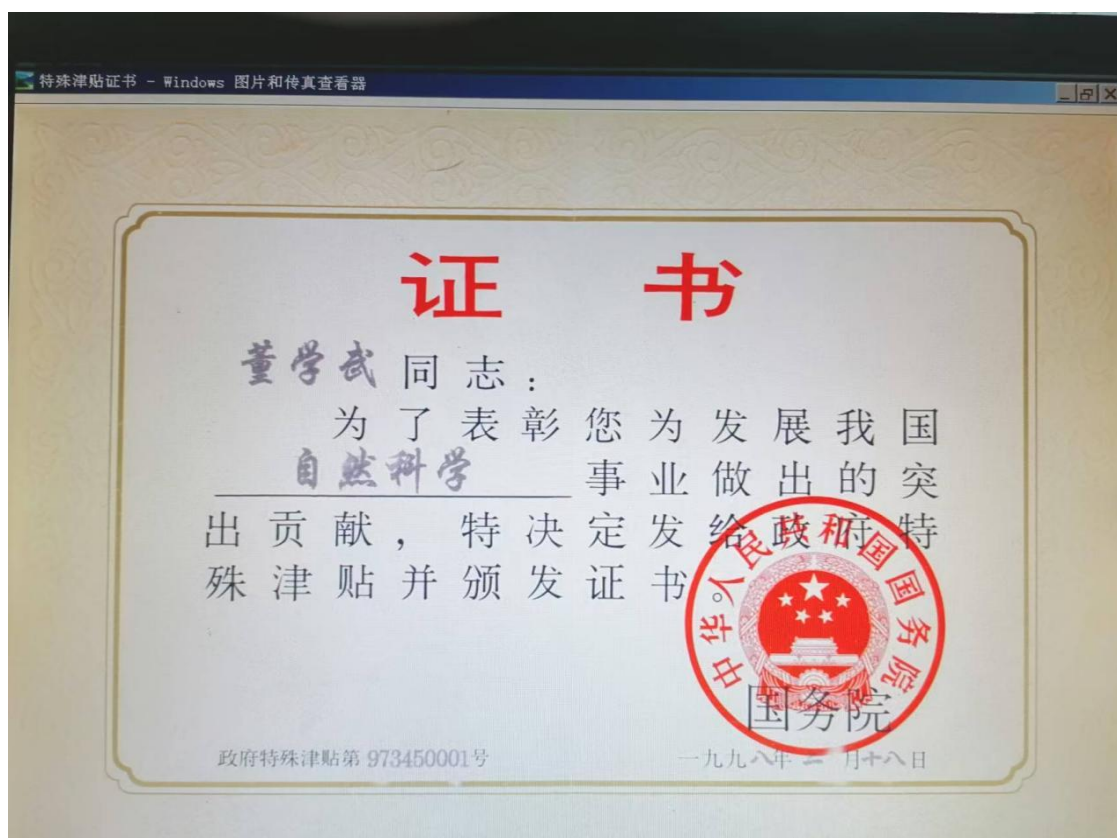 特殊津贴证书 - Windows 图片和传真查看器
证 书
董学武 同志：
为了表彰您为发展我国
自然科学 事业做出的突
出贡献，特决定发给政府特
殊津贴并颁发证书。
中华人民共和国国务院
国务院
政府特殊津贴第 973450001号
一九九八年二月十八日